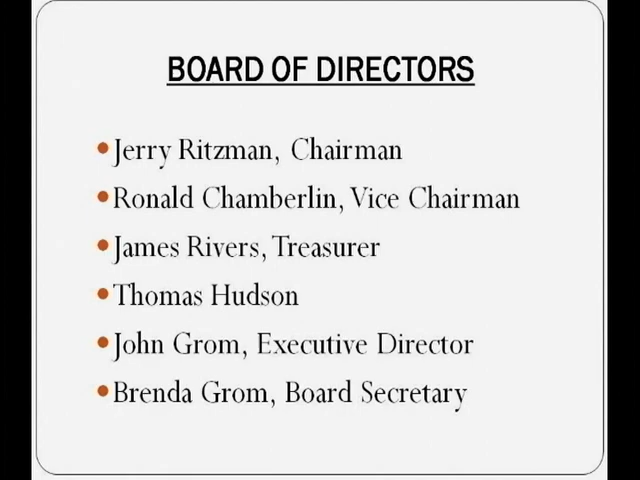 BOARD OF DIRECTORS
Jerry Ritzman, Chairman
Ronald Chamberlin, Vice Chairman
James Rivers, Treasurer
Thomas Hudson
John Grom, Executive Director
Brenda Grom, Board Secretary